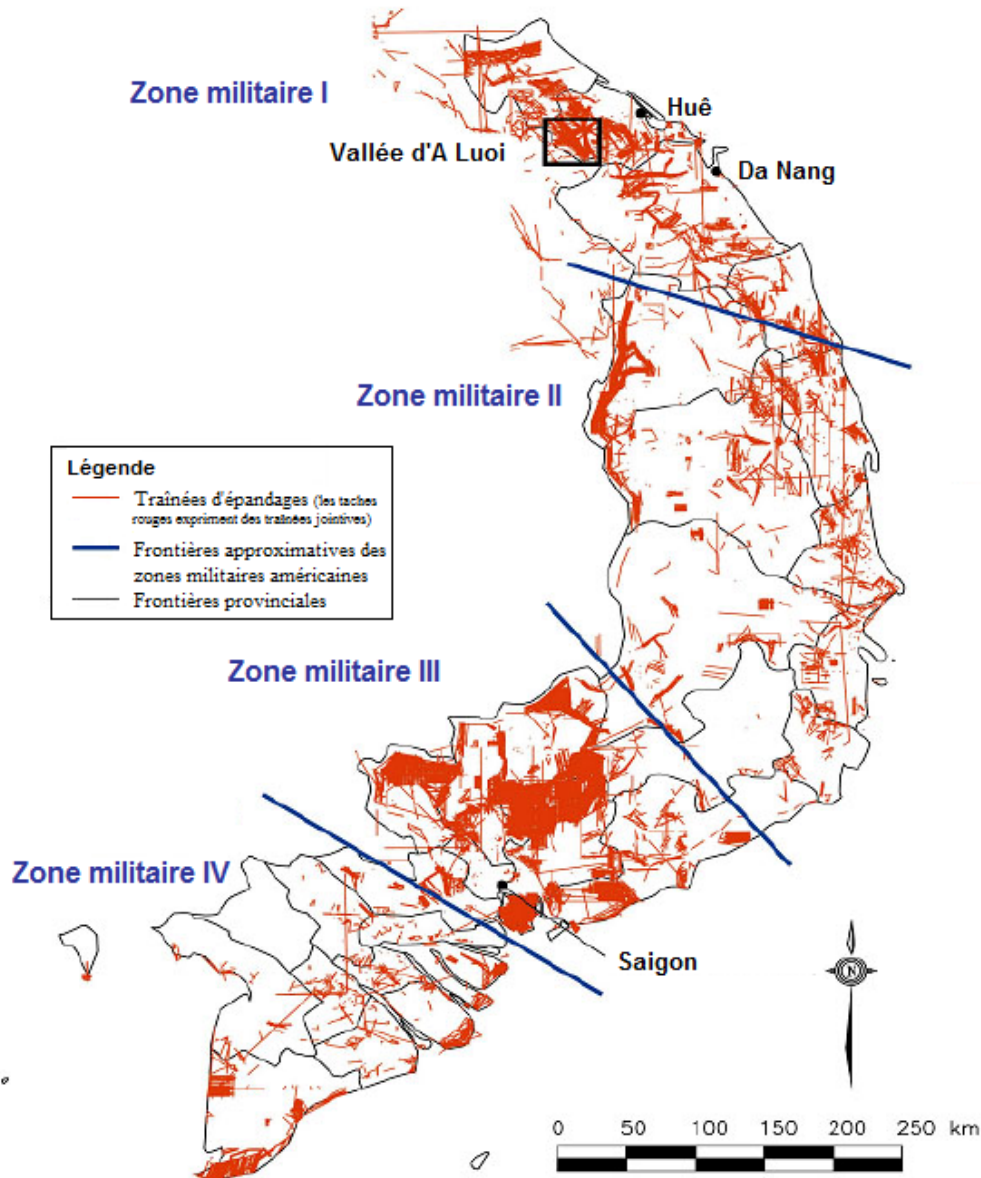 Zone militaire I
Huê
Vallée d'A Luoi
Da Nang
Zone militaire II
Légende
Traînées d'épandages (les taches
rouges expriment des traînées jointives)
Frontières approximatives des
zones militaires américaines
Frontières provinciales
Zone militaire III
Zone militaire IV
Saigon
N
0 50 100 150 200 250 km